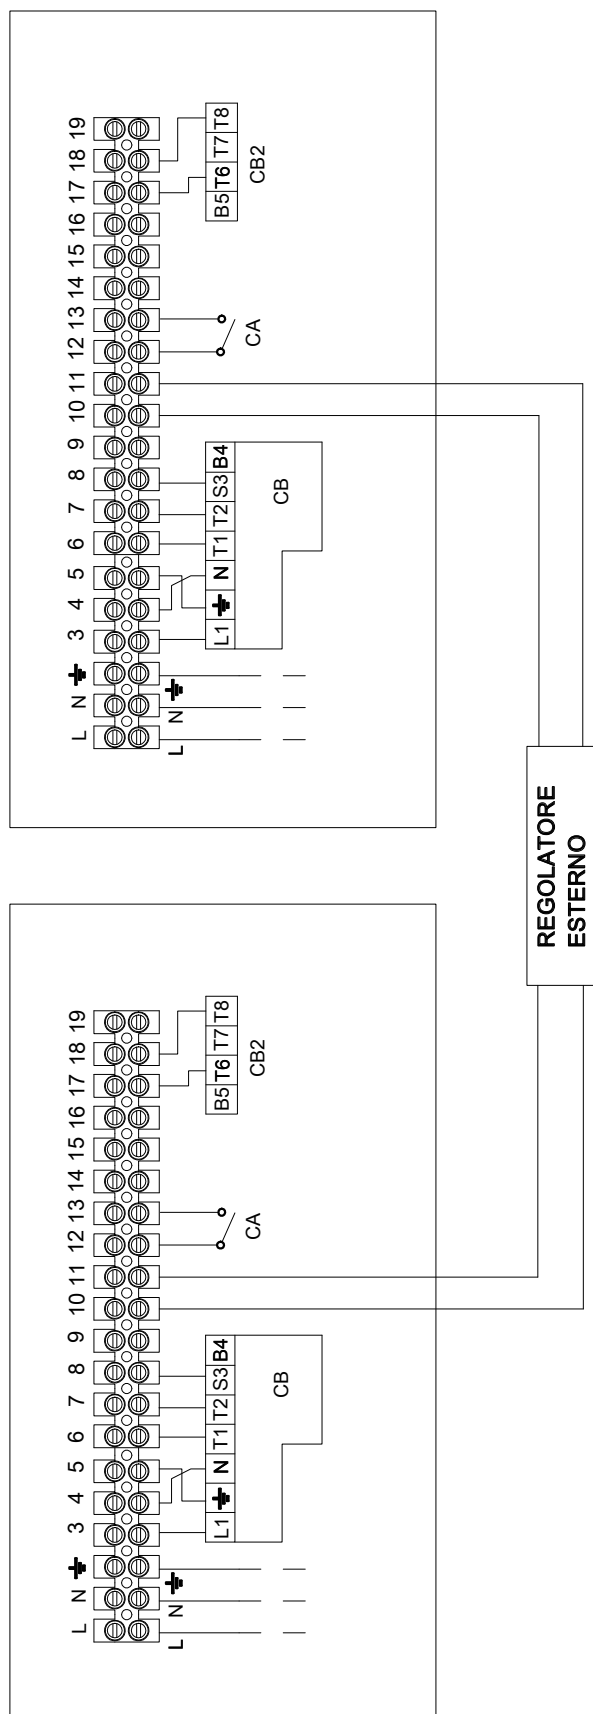 L N ⏚ 3 4 5 6 7 8 9 10 11 12 13 14 15 16 17 18 19
L N ⏚
L1 ⏚ N T1 T2 S3 B4
B5 T6 T7 T8
CB
CA
CB2
L N ⏚ 3 4 5 6 7 8 9 10 11 12 13 14 15 16 17 18 19
L N ⏚
L1 ⏚ N T1 T2 S3 B4
B5 T6 T7 T8
CB
CA
CB2
REGOLATORE
ESTERNO